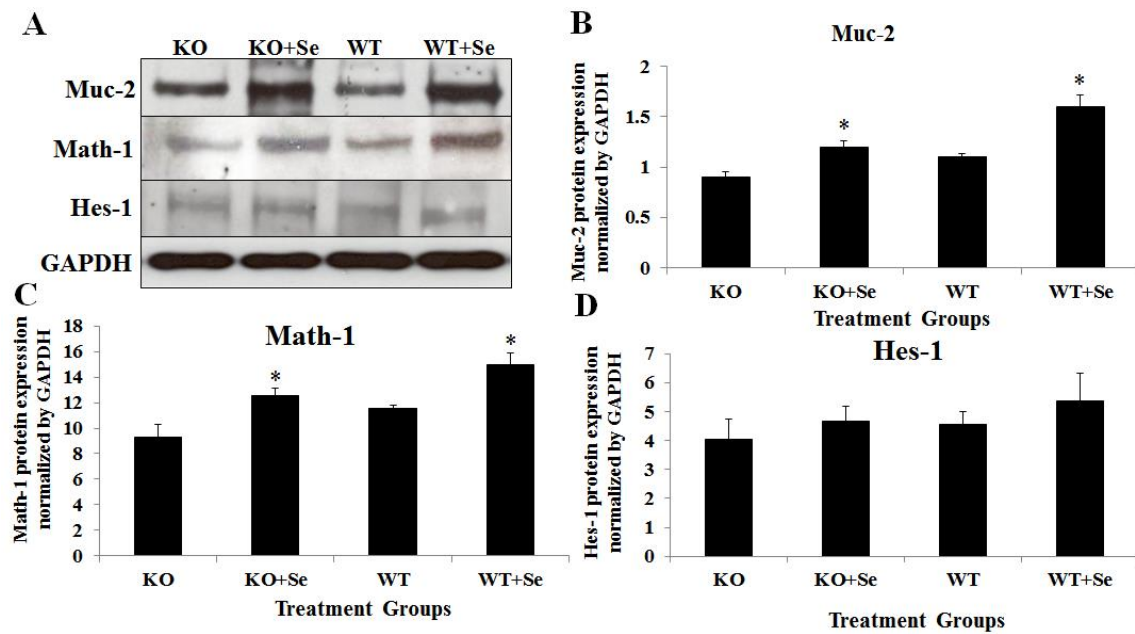 A
KO KO+Se WT WT+Se
Muc-2
Math-1
Hes-1
GAPDH
B
Muc-2
Muc-2 protein expression
normalized by GAPDH
2
1.5
1
0.5
0
*
*
KO KO+Se WT WT+Se
Treatment Groups
C
Math-1
Math-1 protein expression
normalized by GAPDH
18
16
14
12
10
8
6
4
2
0
*
*
KO KO+Se WT WT+Se
Treatment Groups
D
Hes-1
Hes-1 protein expression
normalized by GAPDH
7
6
5
4
3
2
1
0
KO KO+Se WT WT+Se
Treatment Groups